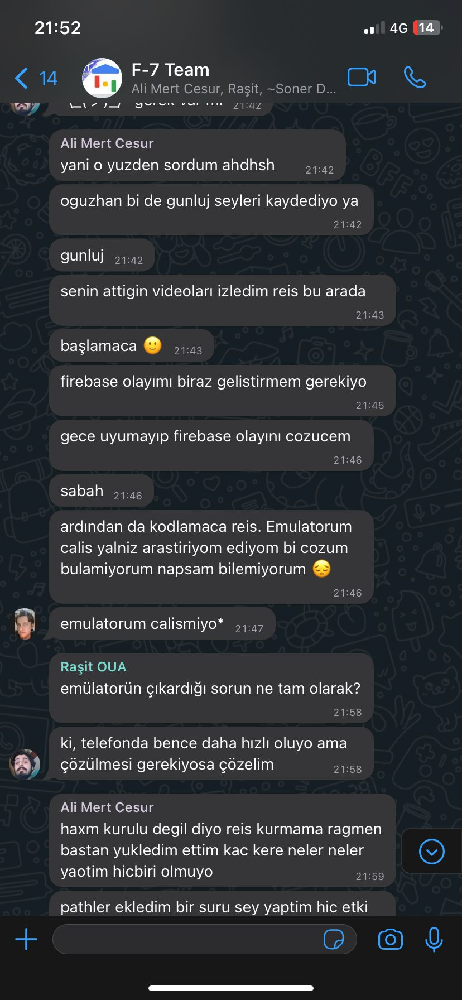 21:52
4G
14
14
F-7 Team
Ali Mert Cesur, Raşit, ~Soner D...
gerek var mı
21:42
Ali Mert Cesur
yani o yuzden sordum ahdhsh
21:42
oguzhan bi de gunluj seyleri kaydediyo ya
21:42
gunluj
21:42
senin attigin videoları izledim reis bu arada
21:43
başlamaca 🙂
21:43
firebase olayımı biraz gelistirmem gerekiyo
21:45
gece uyumayıp firebase olayını cozucem
21:46
sabah
21:46
ardından da kodlamaca reis. Emulatorum
calis yalniz arastiriyom ediyom bi cozum
bulamiyorum napsam bilemiyorum 😔
21:46
emulatorum calismiyo*
21:47
Raşit OUA
emülatorün çıkardığı sorun ne tam olarak?
21:58
ki, telefonda bence daha hızlı oluyo ama
çözülmesi gerekiyosa çözelim
21:58
Ali Mert Cesur
haxm kurulu degil diyo reis kurmama ragmen
bastan yukledim ettim kac kere neler neler
yaotim hicbiri olmuyo
21:59
pathler ekledim bir suru sey yaptim hic etki